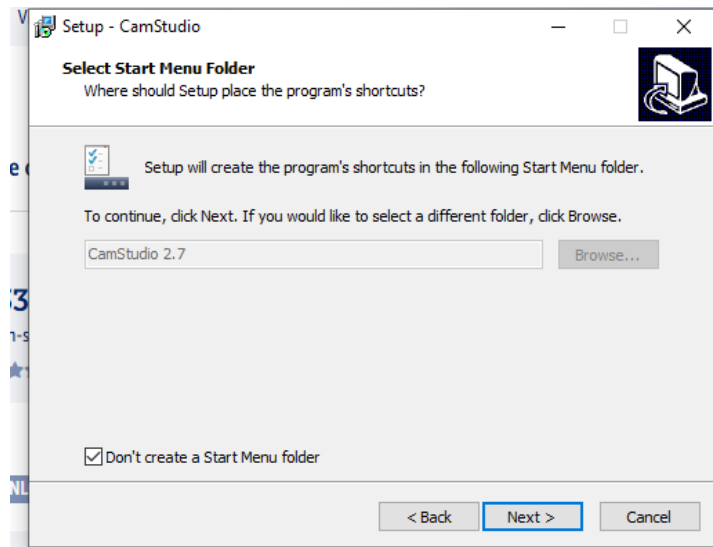 Setup - CamStudio
Select Start Menu Folder
Where should Setup place the program's shortcuts?
Setup will create the program's shortcuts in the following Start Menu folder.
To continue, click Next. If you would like to select a different folder, click Browse.
CamStudio 2.7
Browse...
Don't create a Start Menu folder
< Back
Next >
Cancel